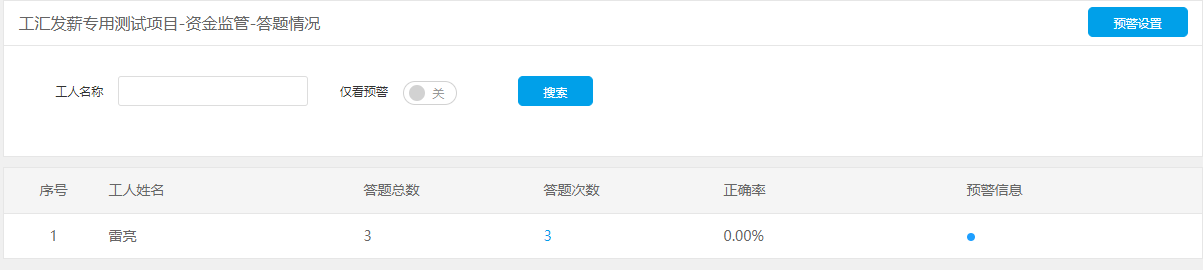 工汇发薪专用测试项目-资金监管-答题情况 预警设置
工人名称 仅看预警 关 搜索
序号 工人姓名 答题总数 答题次数 正确率 预警信息
1 雷亮 3 3 0.00%